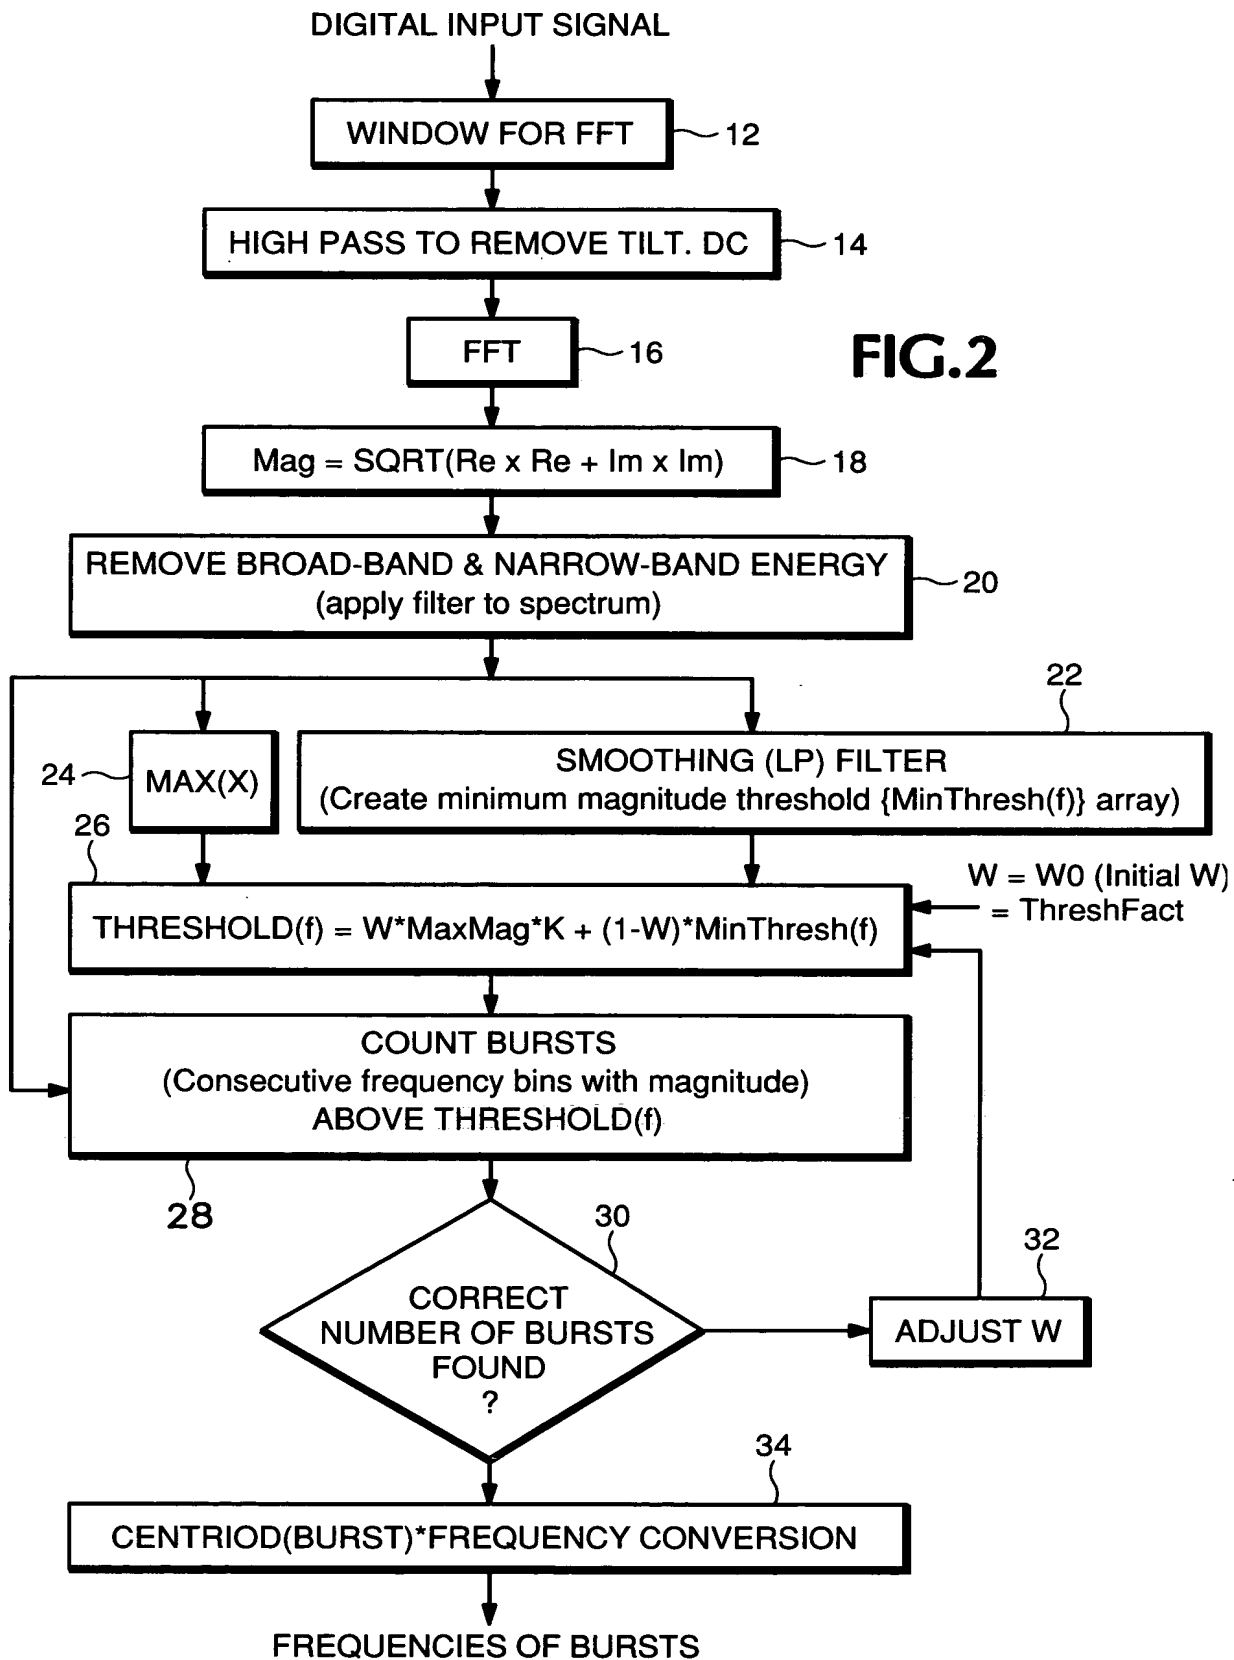 DIGITAL INPUT SIGNAL
WINDOW FOR FFT
12
HIGH PASS TO REMOVE TILT. DC
14
FFT
16
FIG.2
Mag = SQRT(Re x Re + Im x Im)
18
REMOVE BROAD-BAND & NARROW-BAND ENERGY
(apply filter to spectrum)
20
22
24
MAX(X)
SMOOTHING (LP) FILTER
(Create minimum magnitude threshold {MinThresh(f)} array)
26
W = W0 (Initial W)
= ThreshFact
THRESHOLD(f) = W*MaxMag*K + (1-W)*MinThresh(f)
COUNT BURSTS
(Consecutive frequency bins with magnitude)
ABOVE THRESHOLD(f)
28
30
CORRECT
NUMBER OF BURSTS
FOUND
?
32
ADJUST W
34
CENTRIOD(BURST)*FREQUENCY CONVERSION
FREQUENCIES OF BURSTS